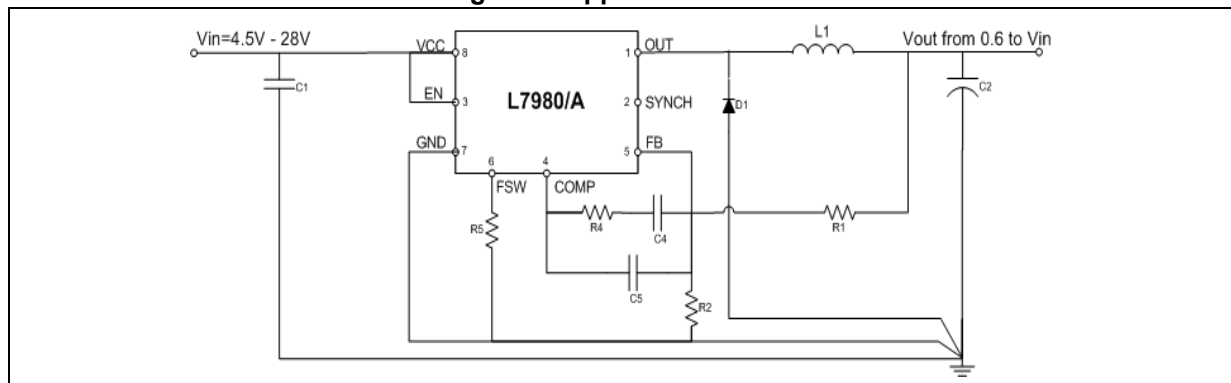 Vin=4.5V - 28V
VCC
8
OUT
1
L1
Vout from 0.6 to Vin
C1
EN
3
L7980/A
2
SYNCH
D1
C2
GND
7
FB
5
6
FSW
4
COMP
R5
R4
C4
R1
C5
R2